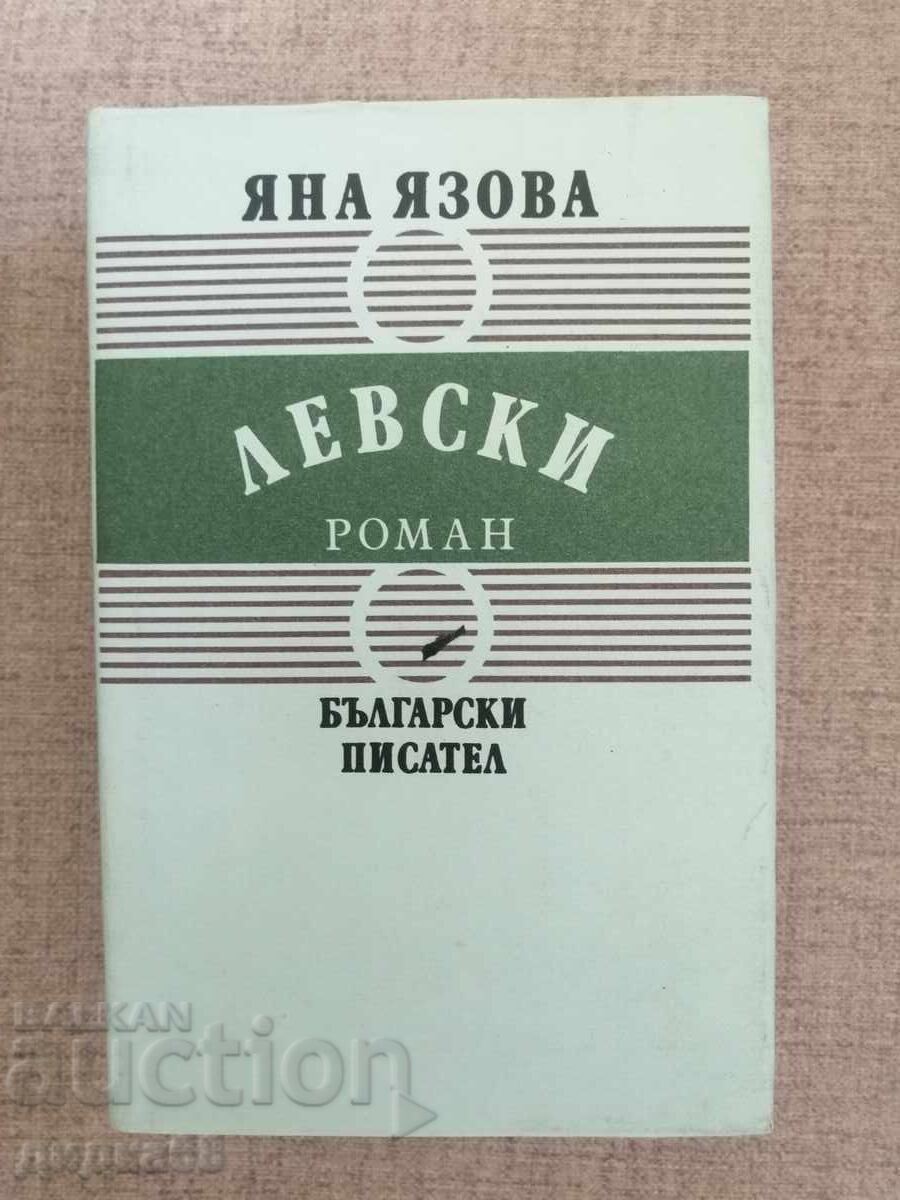 ЯНА ЯЗОВА
ЛЕВСКИ
РОМАН
БЪЛГАРСКИ
ПИСАТЕЛ
BALKAN
auction